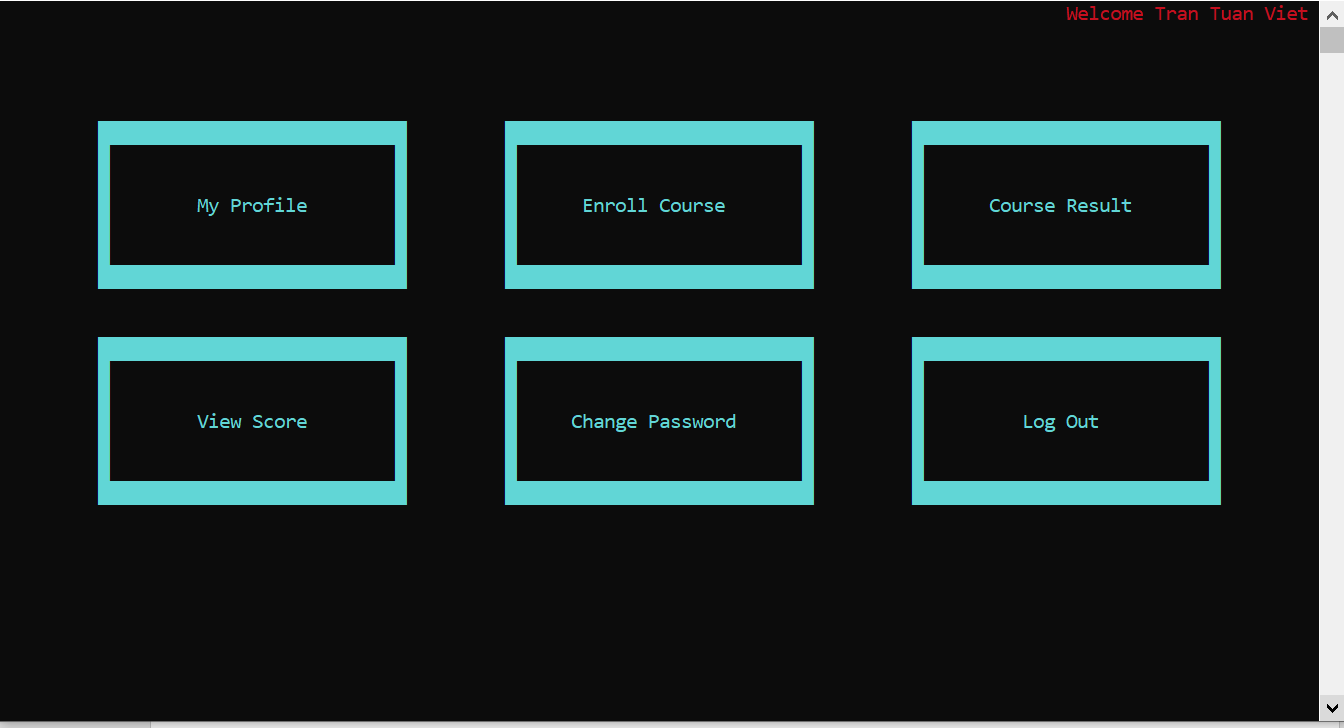 Welcome Tran Tuan Viet
My Profile
Enroll Course
Course Result
View Score
Change Password
Log Out